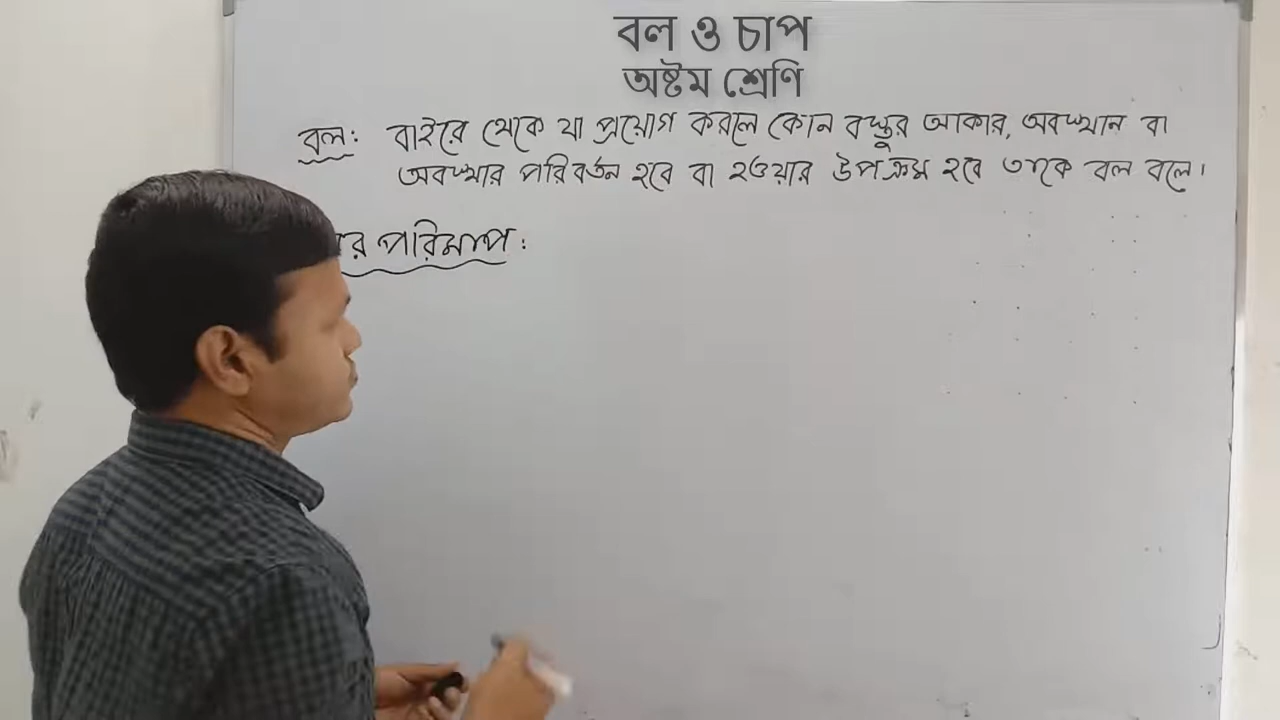 বল ও চাপ
অষ্টম শ্রেণি
বল: বাইরে থেকে যা প্রয়োগ করলে কোন বস্তুর আকার, অবস্থান বা
অবস্থার পরিবর্তন হবে বা হওয়ার উপক্রম হবে তাকে বল বলে।
পরিমাপ: